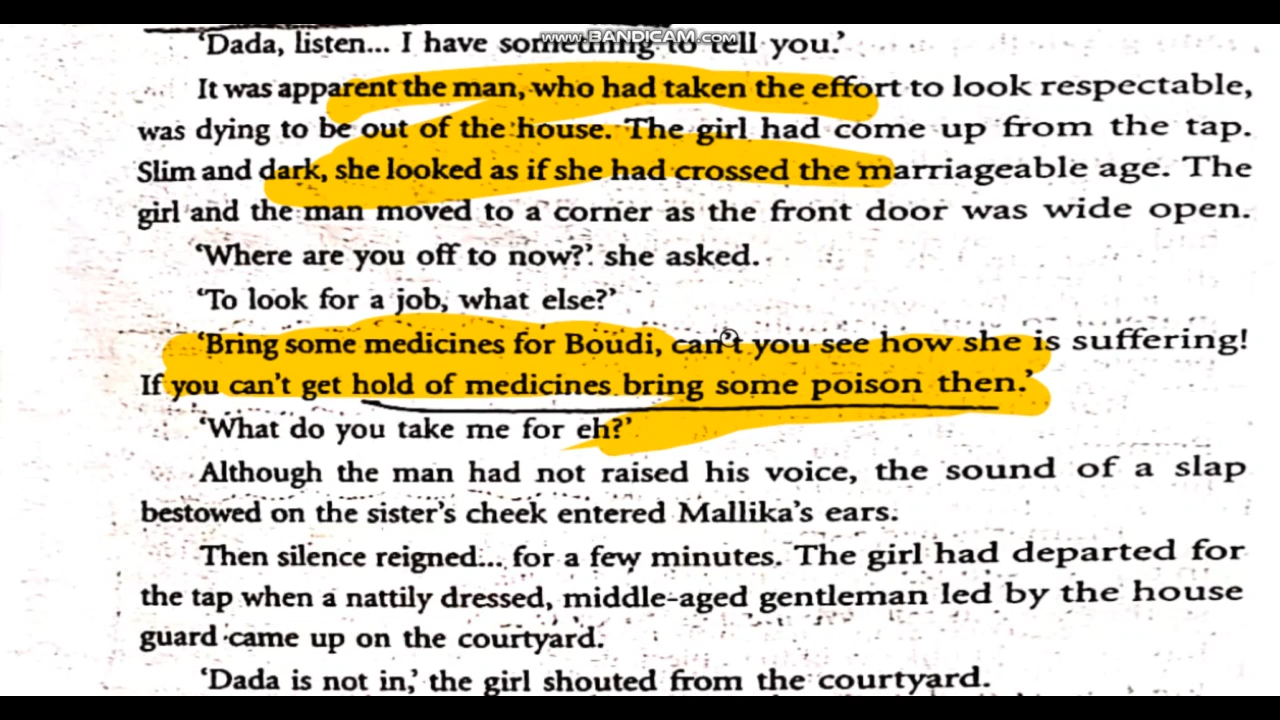 WWW.BANDICAM.COM
'Dada, listen... I have something to tell you.'
It was apparent the man, who had taken the effort to look respectable,
was dying to be out of the house. The girl had come up from the tap.
Slim and dark, she looked as if she had crossed the marriageable age. The
girl and the man moved to a corner as the front door was wide open.
'Where are you off to now?' she asked.
'To look for a job, what else?'
'Bring some medicines for Boudi, can't you see how she is suffering!
If you can't get hold of medicines bring some poison then.'
'What do you take me for eh?'
Although the man had not raised his voice, the sound of a slap
bestowed on the sister's cheek entered Mallika's ears.
Then silence reigned... for a few minutes. The girl had departed for
the tap when a nattily dressed, middle-aged gentleman led by the house
guard came up on the courtyard.
'Dada is not in,' the girl shouted from the courtyard.